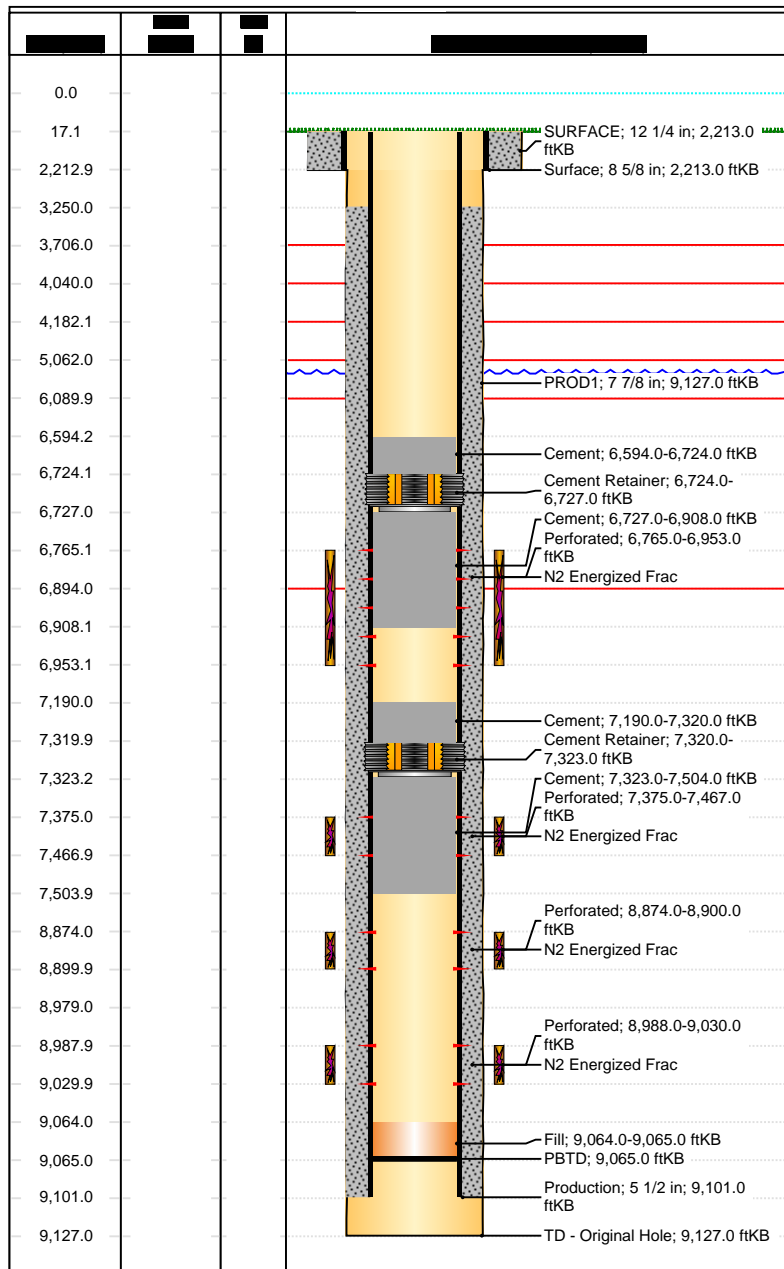 0.0
17.1
2,212.9
3,250.0
3,706.0
4,040.0
4,182.1
5,062.0
6,089.9
6,594.2
6,724.1
6,727.0
6,765.1
6,894.0
6,908.1
6,953.1
7,190.0
7,319.9
7,323.2
7,375.0
7,466.9
7,503.9
8,874.0
8,899.9
8,979.0
8,987.9
9,029.9
9,064.0
9,065.0
9,101.0
9,127.0
SURFACE; 12 1/4 in; 2,213.0
ftKB
Surface; 8 5/8 in; 2,213.0 ftKB
PROD1; 7 7/8 in; 9,127.0 ftKB
Cement; 6,594.0-6,724.0 ftKB
Cement Retainer; 6,724.0-
6,727.0 ftKB
Cement; 6,727.0-6,908.0 ftKB
Perforated; 6,765.0-6,953.0
ftKB
N2 Energized Frac
Cement; 7,190.0-7,320.0 ftKB
Cement Retainer; 7,320.0-
7,323.0 ftKB
Cement; 7,323.0-7,504.0 ftKB
Perforated; 7,375.0-7,467.0
ftKB
N2 Energized Frac
Perforated; 8,874.0-8,900.0
ftKB
N2 Energized Frac
Perforated; 8,988.0-9,030.0
ftKB
N2 Energized Frac
Fill; 9,064.0-9,065.0 ftKB
PBTD; 9,065.0 ftKB
Production; 5 1/2 in; 9,101.0
ftKB
TD - Original Hole; 9,127.0 ftKB